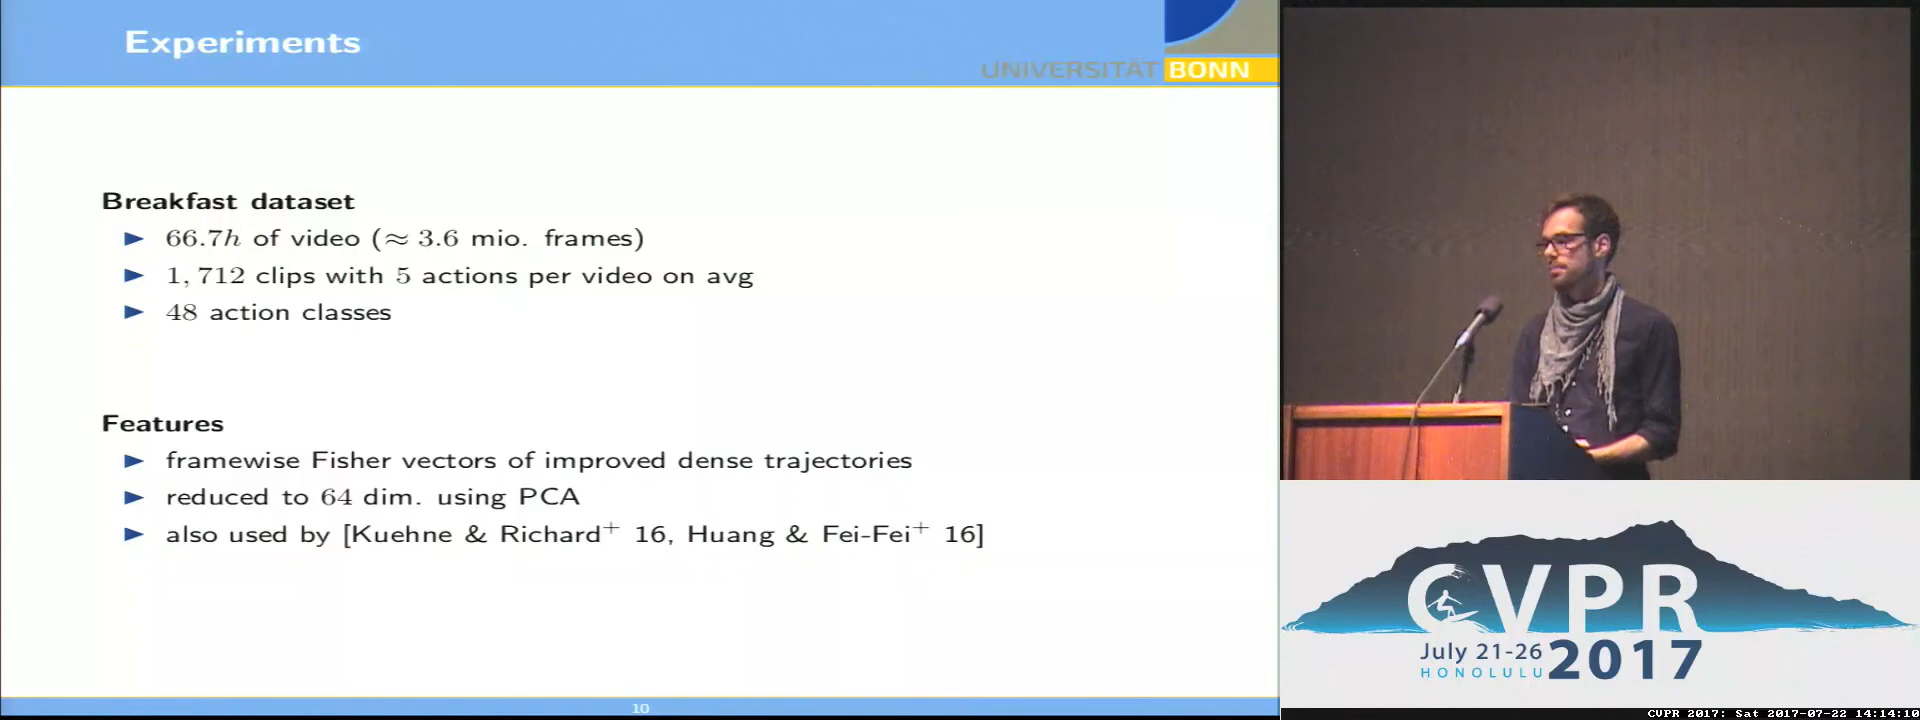 Experiments
UNIVERSITÄT BONN
Breakfast dataset
► 66.7h of video (≈ 3.6 mio. frames)
► 1, 712 clips with 5 actions per video on avg
► 48 action classes
Features
► framewise Fisher vectors of improved dense trajectories
► reduced to 64 dim. using PCA
► also used by [Kuehne & Richard⁺ 16, Huang & Fei-Fei⁺ 16]
10
CVPR
July 21-26
HONOLULU
2017
CVPR 2017: Sat 2017-07-22 14:14:10